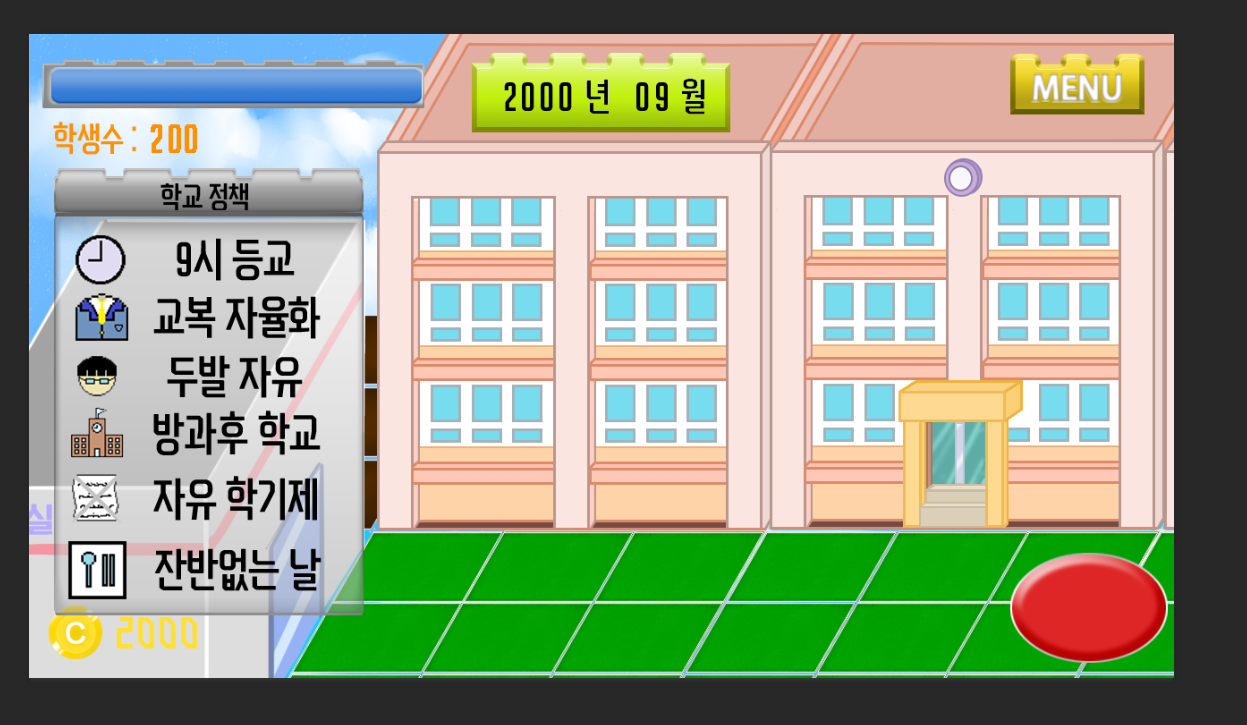 2000 년 09 월
MENU
학생수 : 200
학교 정책
9시 등교
교복 자율화
두발 자유
방과후 학교
자유 학기제
잔반없는 날
실
C 2000